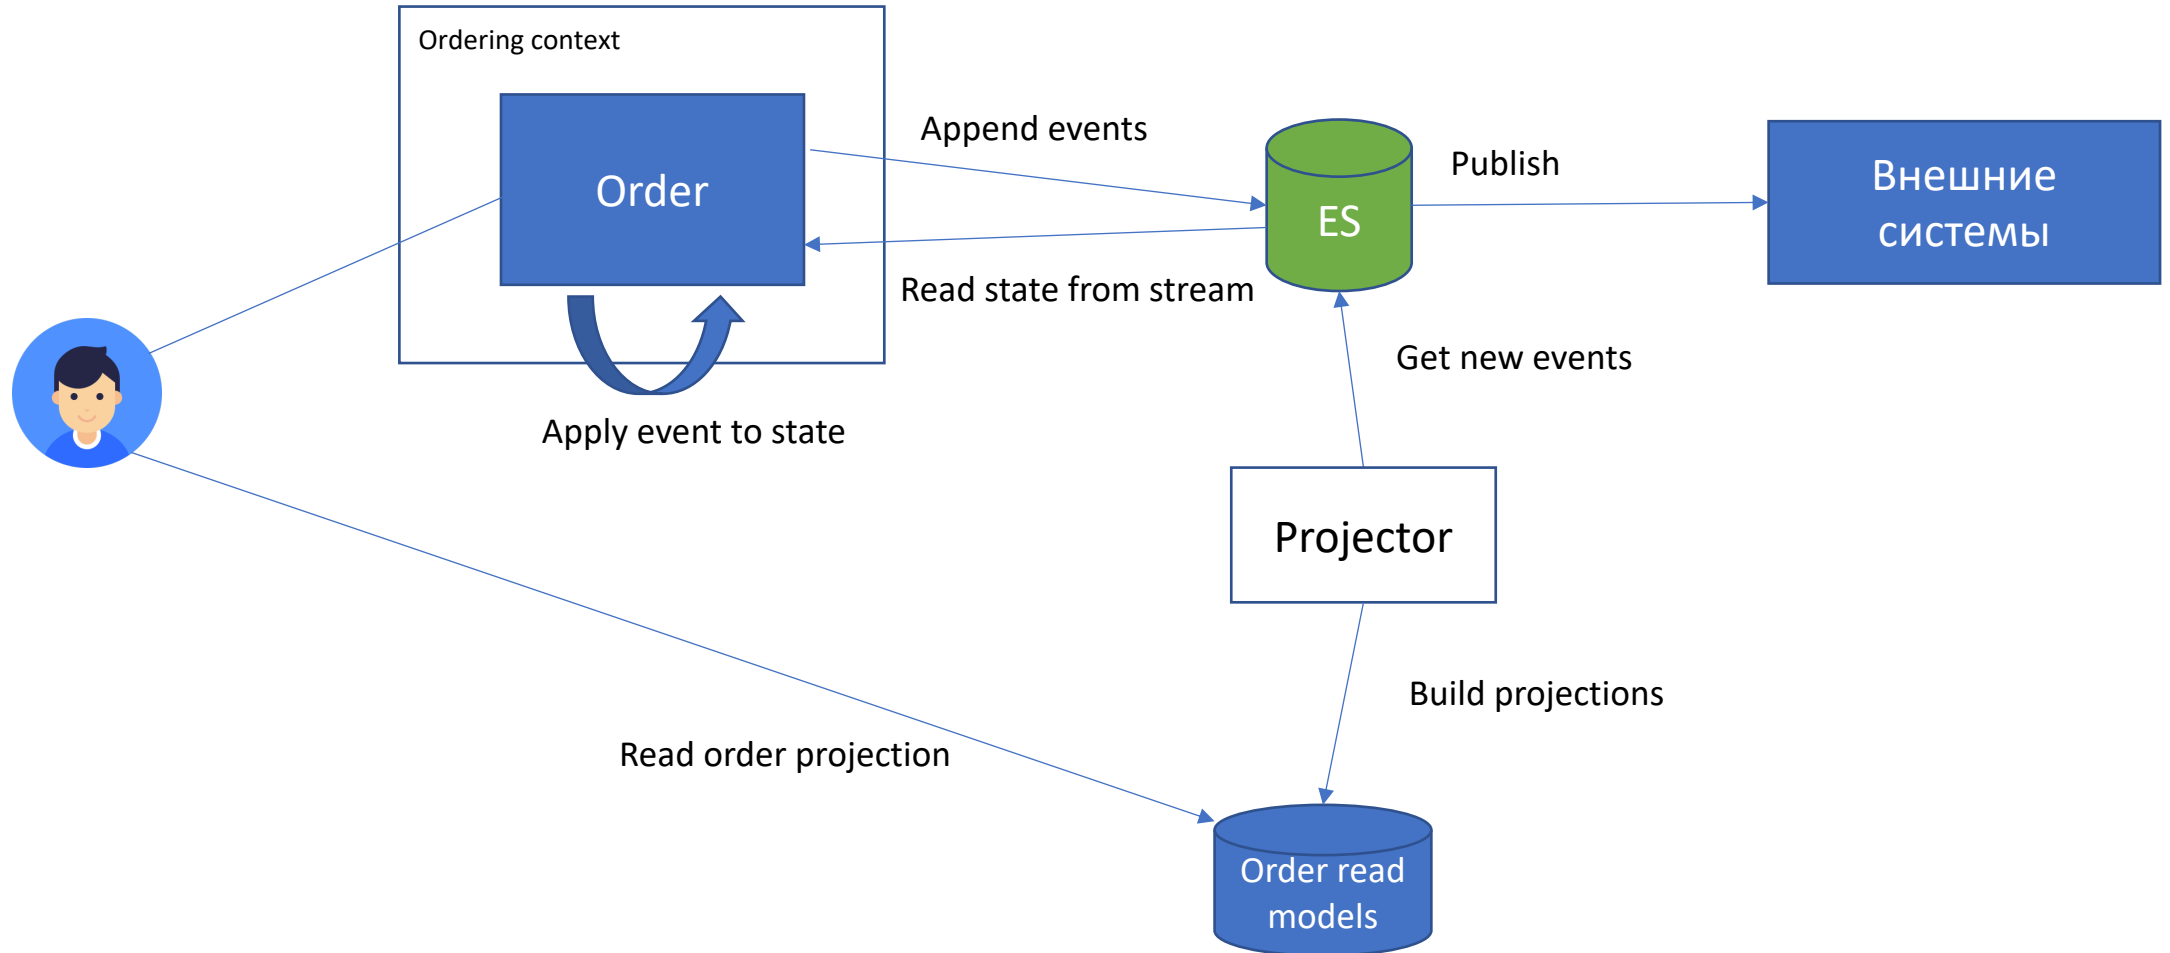 Ordering context
Order
Append events
ES
Publish
Внешние
системы
Read state from stream
Get new events
Apply event to state
Projector
Build projections
Read order projection
Order read
models